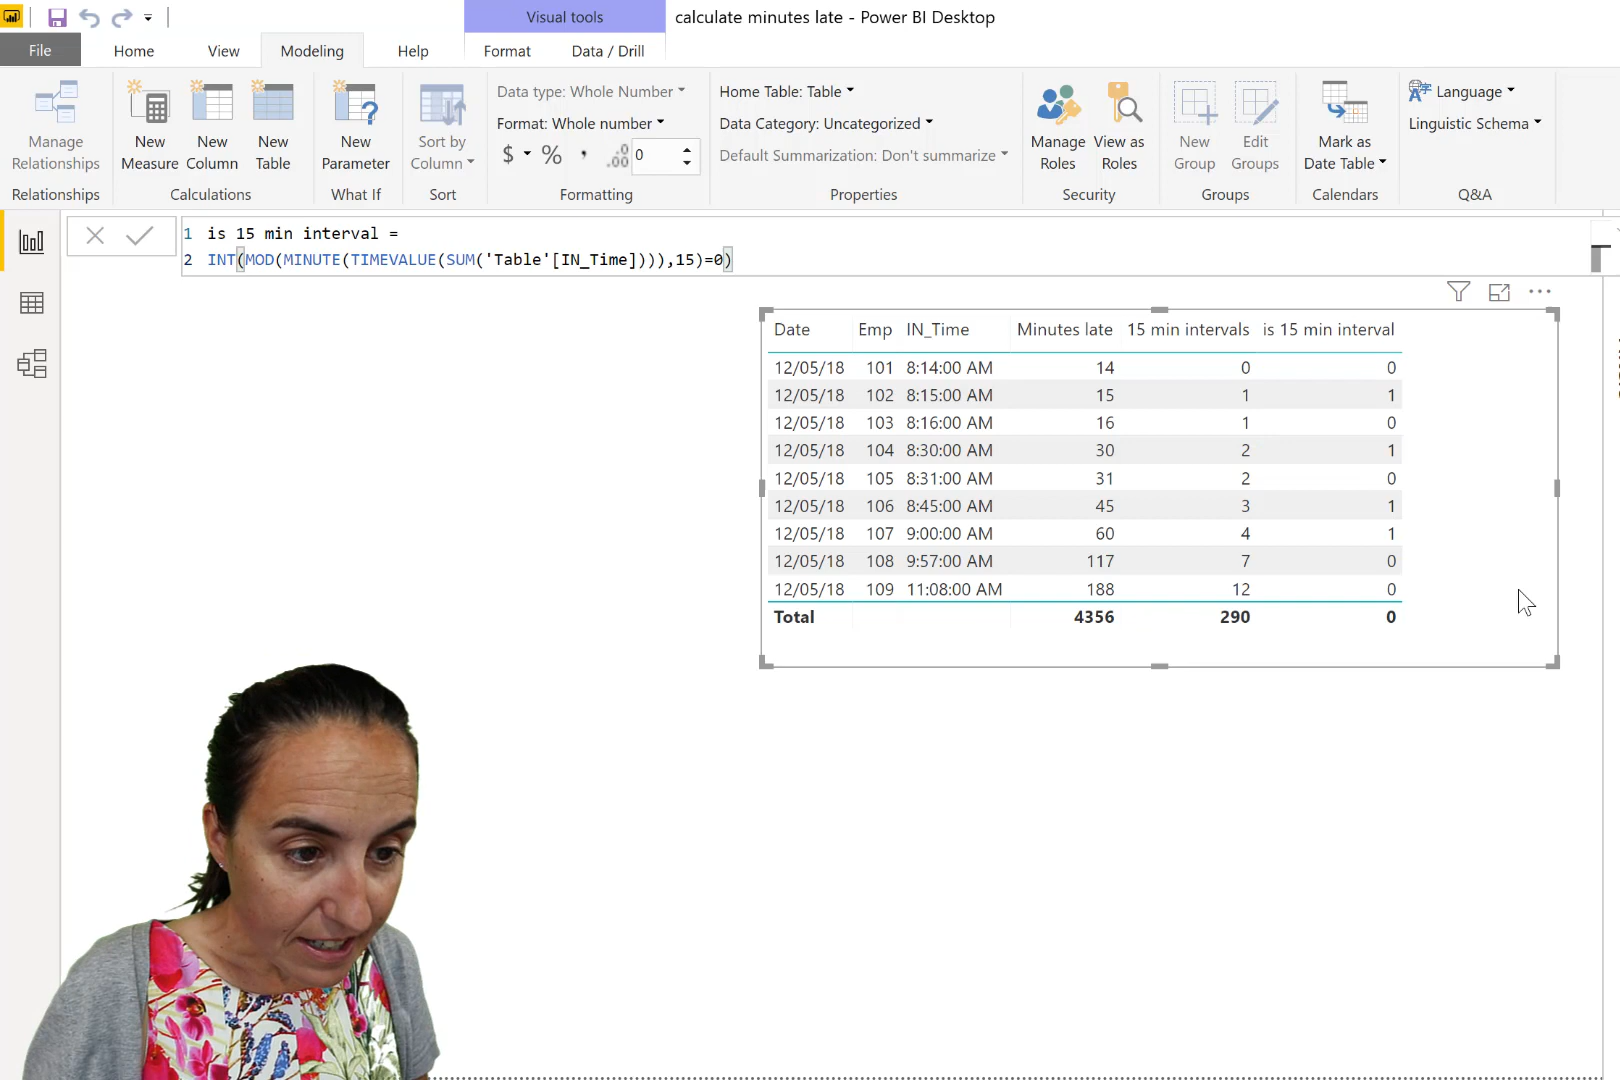 Visual tools
calculate minutes late - Power BI Desktop
File
Home
View
Modeling
Help
Format
Data / Drill
Manage Relationships
Relationships
New Measure
New Column
New Table
Calculations
New Parameter
What If
Sort by Column
Sort
Data type: Whole Number
Format: Whole number
$ % , .00 0
Formatting
Home Table: Table
Data Category: Uncategorized
Default Summarization: Don't summarize
Properties
Manage Roles
View as Roles
Security
New Group
Edit Groups
Groups
Mark as Date Table
Calendars
Language
Linguistic Schema
Q&A
1 is 15 min interval =
2 INT(MOD(MINUTE(TIMEVALUE(SUM('Table'[IN_Time]))),15)=0)
Date Emp IN_Time Minutes late 15 min intervals is 15 min interval
12/05/18 101 8:14:00 AM 14 0 0
12/05/18 102 8:15:00 AM 15 1 1
12/05/18 103 8:16:00 AM 16 1 0
12/05/18 104 8:30:00 AM 30 2 1
12/05/18 105 8:31:00 AM 31 2 0
12/05/18 106 8:45:00 AM 45 3 1
12/05/18 107 9:00:00 AM 60 4 1
12/05/18 108 9:57:00 AM 117 7 0
12/05/18 109 11:08:00 AM 188 12 0
Total 4356 290 0